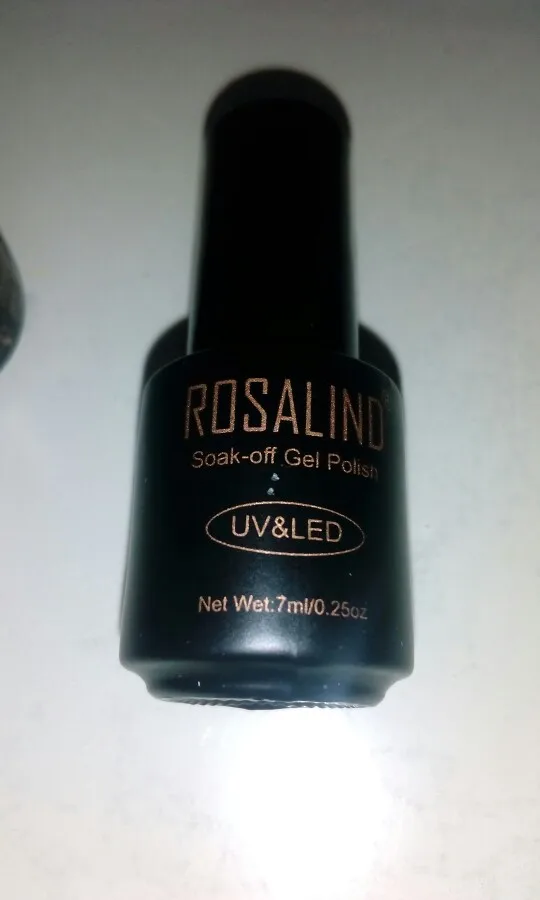 ROSALIND®
Soak-off Gel Polish
UV&LED
Net Wet:7ml/0.25oz